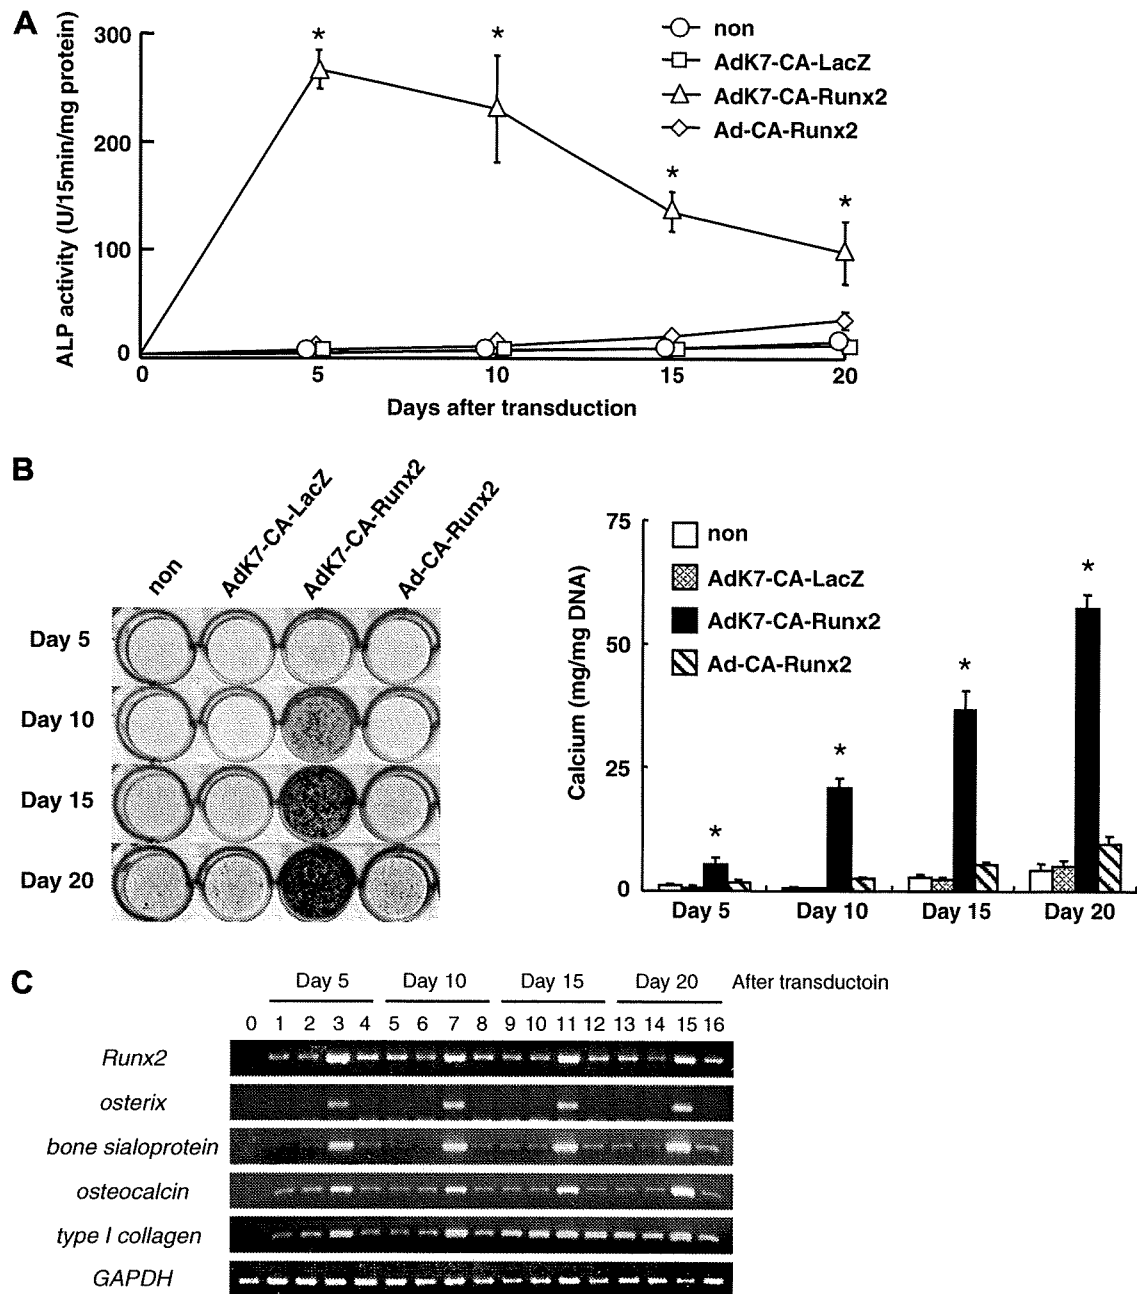 A
300
200
100
0
ALP activity (U/15min/mg protein)
* * * *
non
AdK7-CA-LacZ
AdK7-CA-Runx2
Ad-CA-Runx2
0 5 10 15 20
Days after transduction
B
non AdK7-CA-LacZ AdK7-CA-Runx2 Ad-CA-Runx2
Day 5
Day 10
Day 15
Day 20
75
50
25
0
Calcium (mg/mg DNA)
non
AdK7-CA-LacZ
AdK7-CA-Runx2
Ad-CA-Runx2
* * * *
Day 5 Day 10 Day 15 Day 20
C
Day 5 Day 10 Day 15 Day 20 After transductoin
0 1 2 3 4 5 6 7 8 9 10 11 12 13 14 15 16
Runx2
osterix
bone sialoprotein
osteocalcin
type I collagen
GAPDH